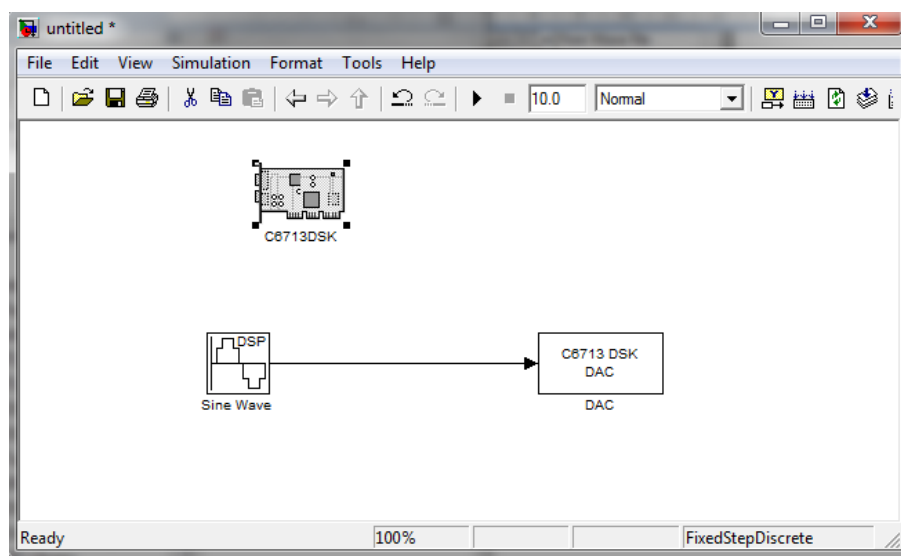 untitled *
File Edit View Simulation Format Tools Help
10.0 Normal
C6713DSK
DSP
Sine Wave
C6713 DSK
DAC
DAC
Ready 100% FixedStepDiscrete